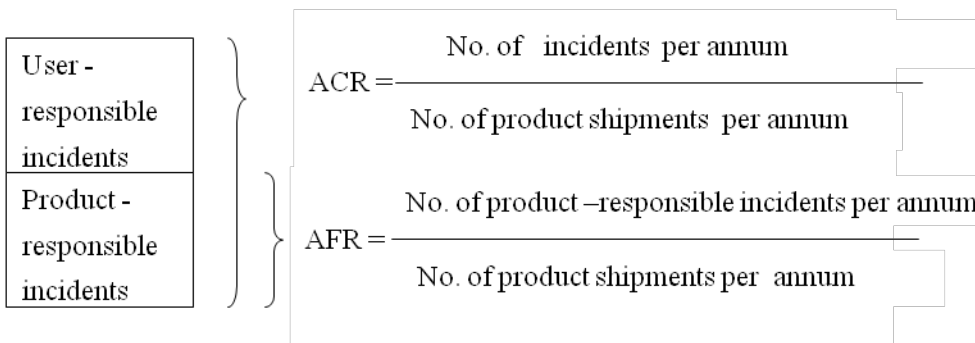 User -
responsible
incidents
Product -
responsible
incidents
No. of incidents per annum
ACR =
No. of product shipments per annum
No. of product –responsible incidents per annum
AFR =
No. of product shipments per annum